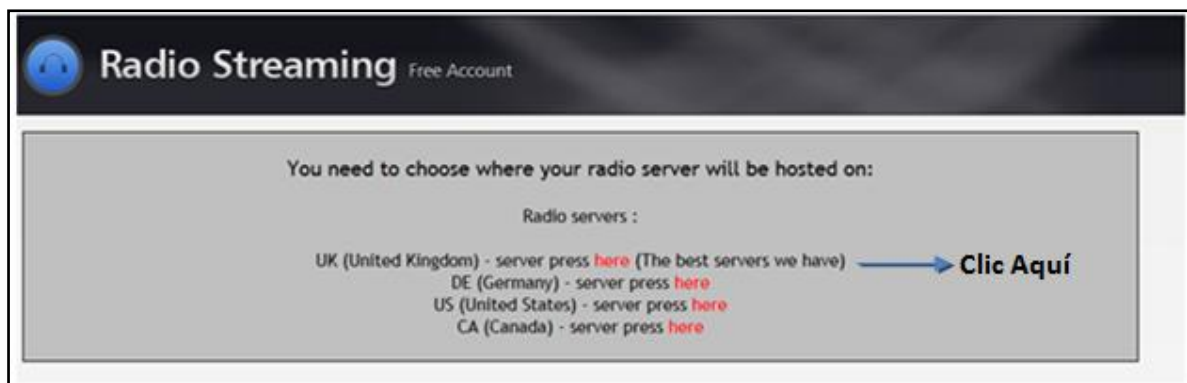 Radio Streaming Free Account
You need to choose where your radio server will be hosted on:
Radio servers :
UK (United Kingdom) - server press here (The best servers we have) Clic Aquí
DE (Germany) - server press here
US (United States) - server press here
CA (Canada) - server press here